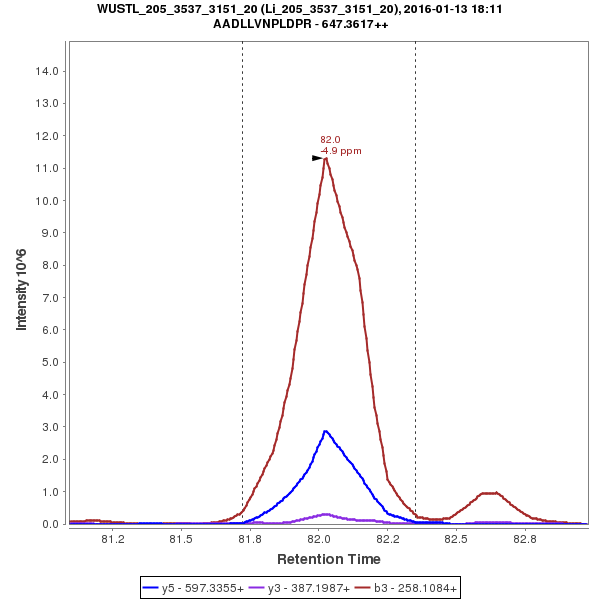 WUSTL_205_3537_3151_20 (Li_205_3537_3151_20), 2016-01-13 18:11
AADLLVNPLDPR - 647.3617++
82.0
-4.9 ppm
14.0
13.0
12.0
11.0
10.0
9.0
8.0
7.0
6.0
5.0
4.0
3.0
2.0
1.0
0.0
Intensity 10^6
81.2
81.5
81.8
82.0
82.2
82.5
82.8
Retention Time
y5 - 597.3355+
y3 - 387.1987+
b3 - 258.1084+